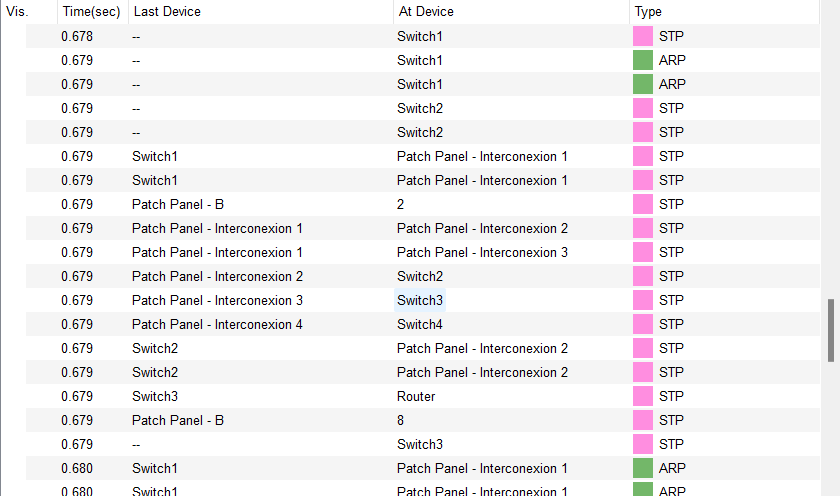 Vis. Time(sec) Last Device At Device Type
0.678 -- Switch1 STP
0.679 -- Switch1 ARP
0.679 -- Switch1 ARP
0.679 -- Switch2 STP
0.679 -- Switch2 STP
0.679 Switch1 Patch Panel - Interconexion 1 STP
0.679 Switch1 Patch Panel - Interconexion 1 STP
0.679 Patch Panel - B 2 STP
0.679 Patch Panel - Interconexion 1 Patch Panel - Interconexion 2 STP
0.679 Patch Panel - Interconexion 1 Patch Panel - Interconexion 3 STP
0.679 Patch Panel - Interconexion 2 Switch2 STP
0.679 Patch Panel - Interconexion 3 Switch3 STP
0.679 Patch Panel - Interconexion 4 Switch4 STP
0.679 Switch2 Patch Panel - Interconexion 2 STP
0.679 Switch2 Patch Panel - Interconexion 2 STP
0.679 Switch3 Router STP
0.679 Patch Panel - B 8 STP
0.679 -- Switch3 STP
0.680 Switch1 Patch Panel - Interconexion 1 ARP
0.680 Switch1 Patch Panel - Interconexion 1 ARP